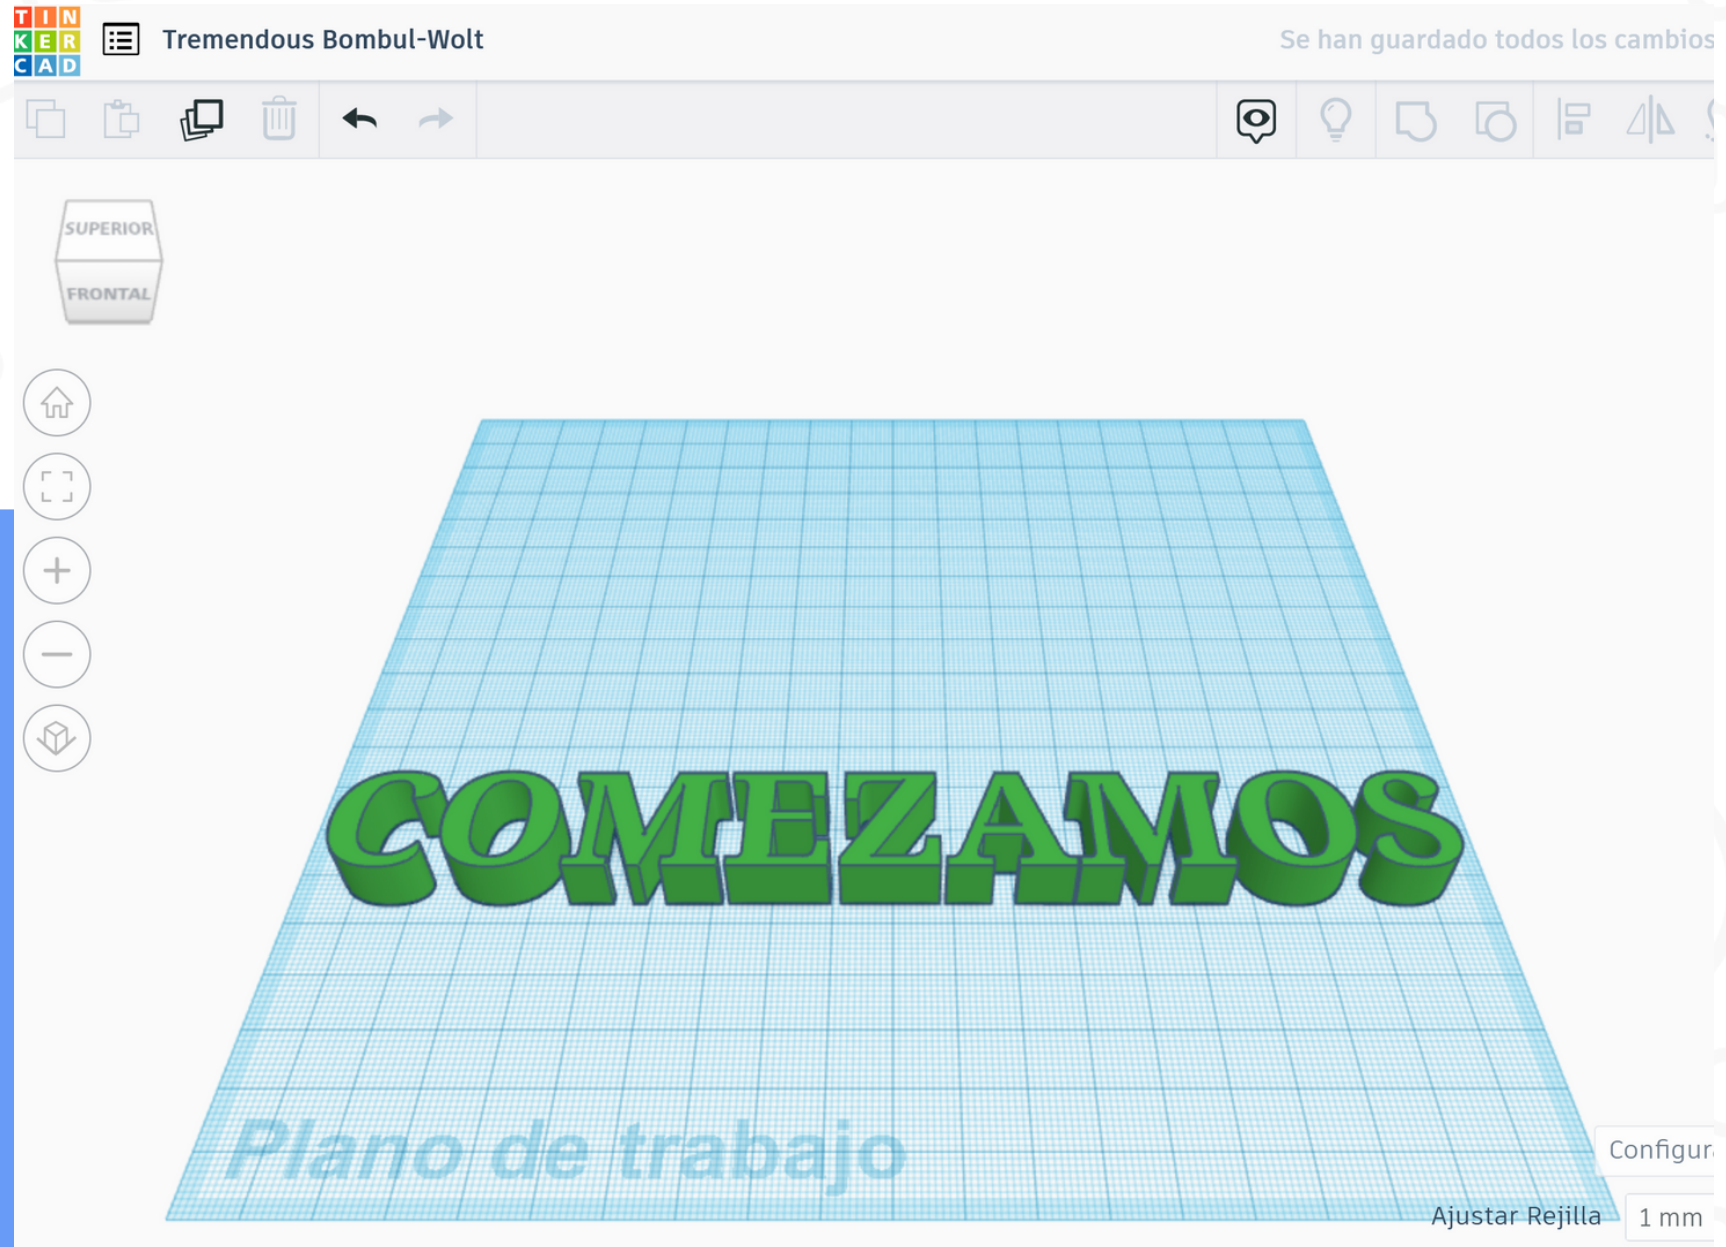 TIN
KER
CAD
Tremendous Bombul-Wolt
Se han guardado todos los cambios
SUPERIOR
FRONTAL
COMEZAMOS
Plano de trabajo
Configura
Ajustar Rejilla
1 mm